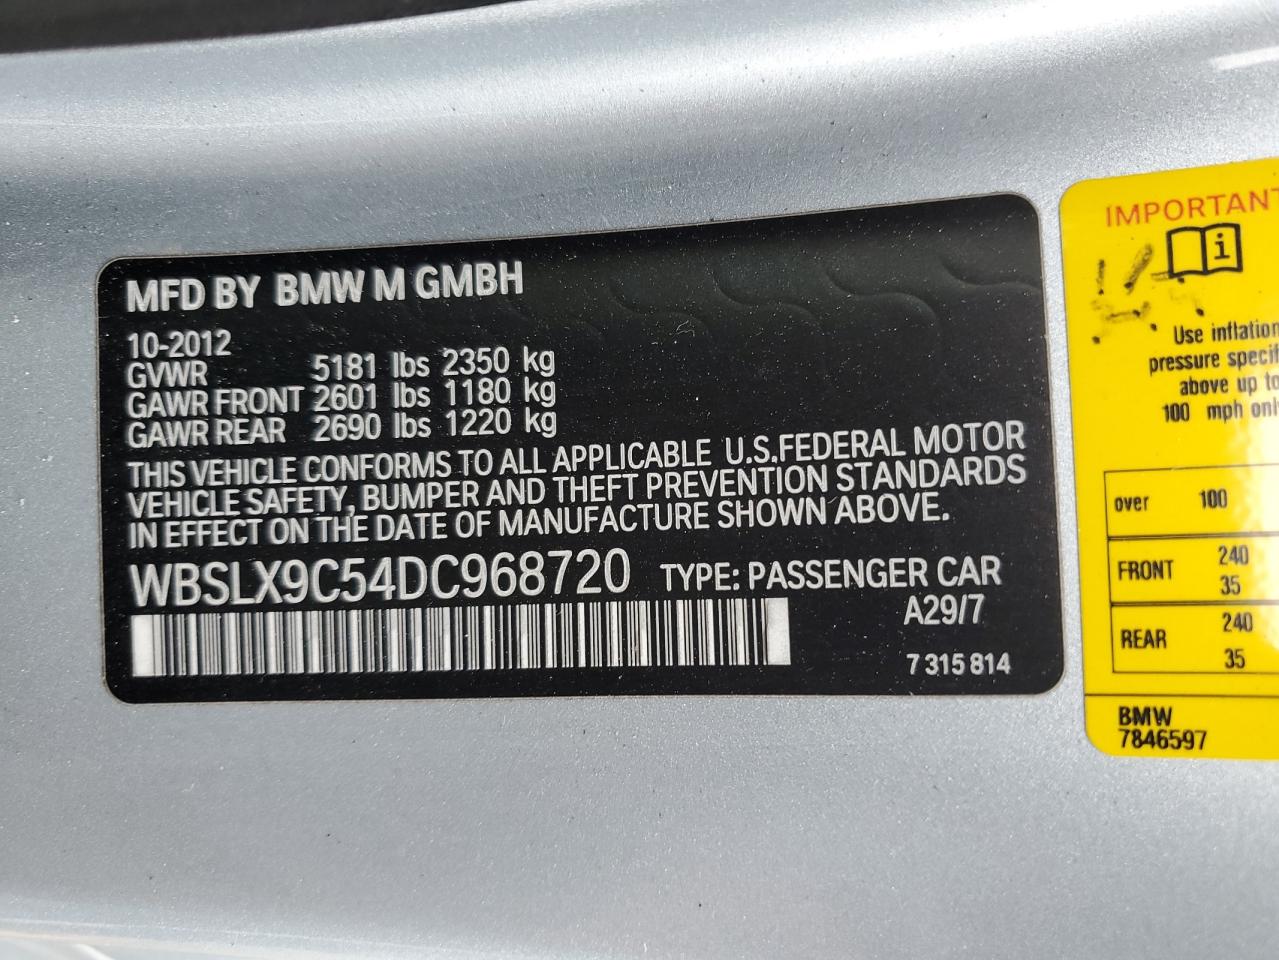 MFD BY BMW M GMBH
10-2012
GVWR 5181 lbs 2350 kg
GAWR FRONT 2601 lbs 1180 kg
GAWR REAR 2690 lbs 1220 kg
THIS VEHICLE CONFORMS TO ALL APPLICABLE U.S.FEDERAL MOTOR
VEHICLE SAFETY, BUMPER AND THEFT PREVENTION STANDARDS
IN EFFECT ON THE DATE OF MANUFACTURE SHOWN ABOVE.
WBSLX9C54DC968720 TYPE: PASSENGER CAR
A29/7
7 315 814
IMPORTANT
i
Use inflation
pressure specif
above up to
100 mph only
over 100
FRONT 240
35
REAR 240
35
BMW
7846597